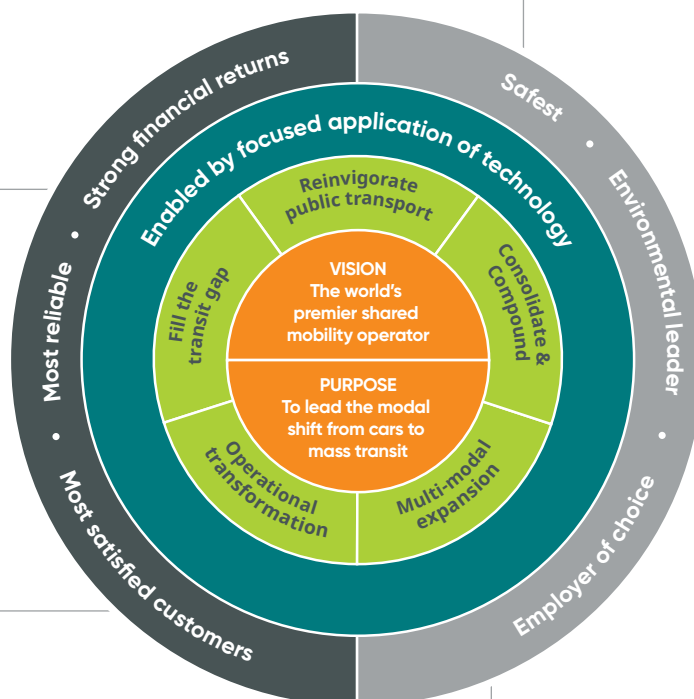 Strong financial returns
•
Most reliable
•
Most satisfied customers
Safest
•
Environmental leader
•
Employer of choice
Enabled by focused application of technology
Reinvigorate
public transport
Consolidate &
Compound
Multi-modal
expansion
Operational
transformation
Fill the
transit gap
VISION
The world's
premier shared
mobility operator
PURPOSE
To lead the modal
shift from cars to
mass transit